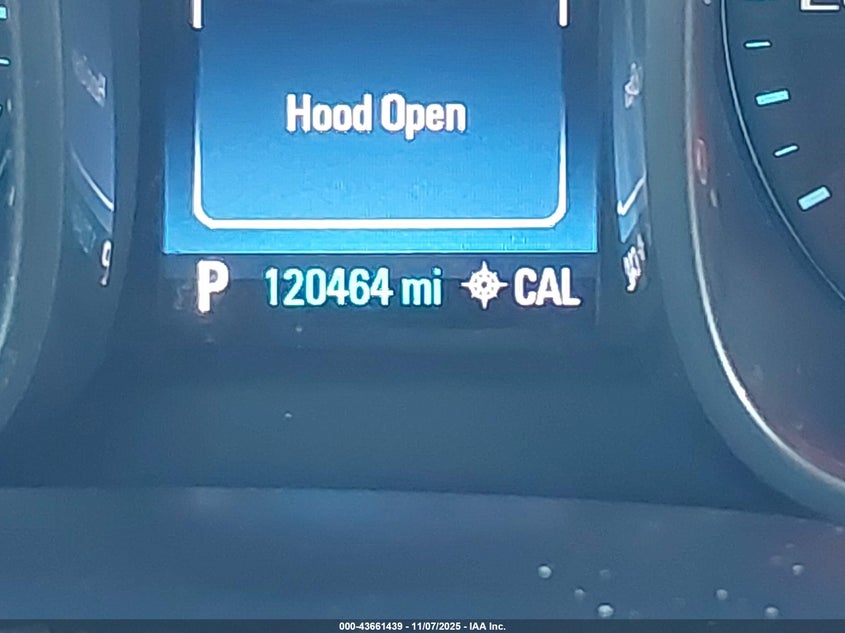 Hood Open
P 120464 mi CAL
000-43661439 - 11/07/2025 - IAA Inc.